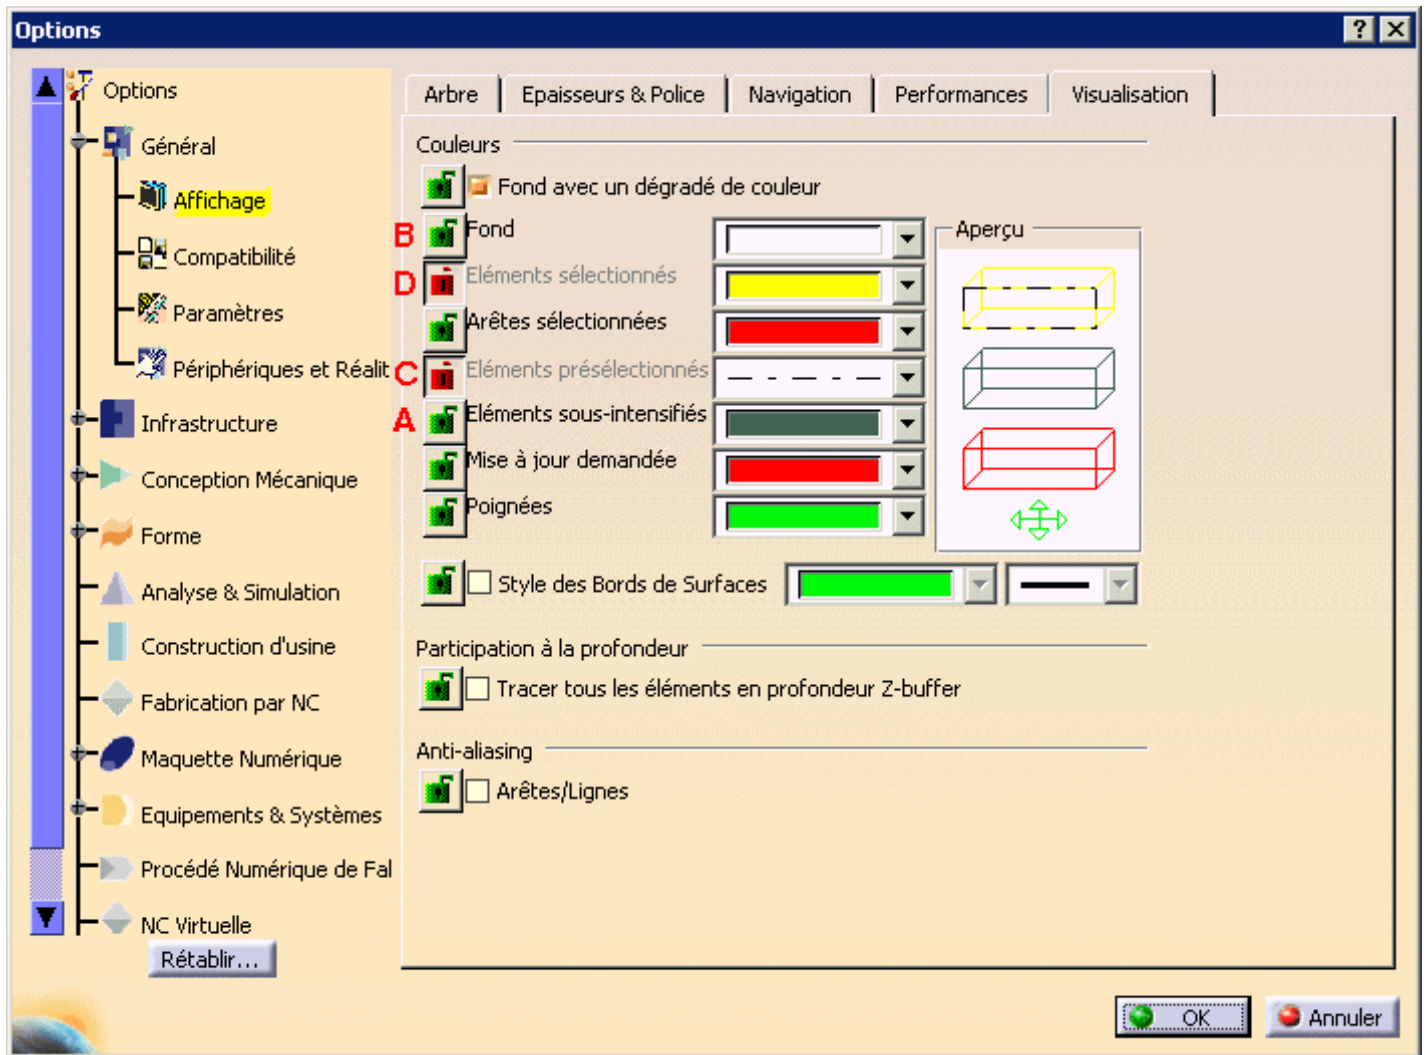 Options
Options
Général
Affichage
Compatibilité
Paramètres
Périphériques et Réalit
Infrastructure
Conception Mécanique
Forme
Analyse & Simulation
Construction d'usine
Fabrication par NC
Maquette Numérique
Equipements & Systèmes
Procédé Numérique de Fal
NC Virtuelle
Rétablir...
Arbre
Epaisseurs & Police
Navigation
Performances
Visualisation
Couleurs
Fond avec un dégradé de couleur
B Fond
D Eléments sélectionnés
Arêtes sélectionnées
C Eléments présélectionnés
A Eléments sous-intensifiés
Mise à jour demandée
Poignées
Aperçu
Style des Bords de Surfaces
Participation à la profondeur
Tracer tous les éléments en profondeur Z-buffer
Anti-aliasing
Arêtes/Lignes
OK
Annuler